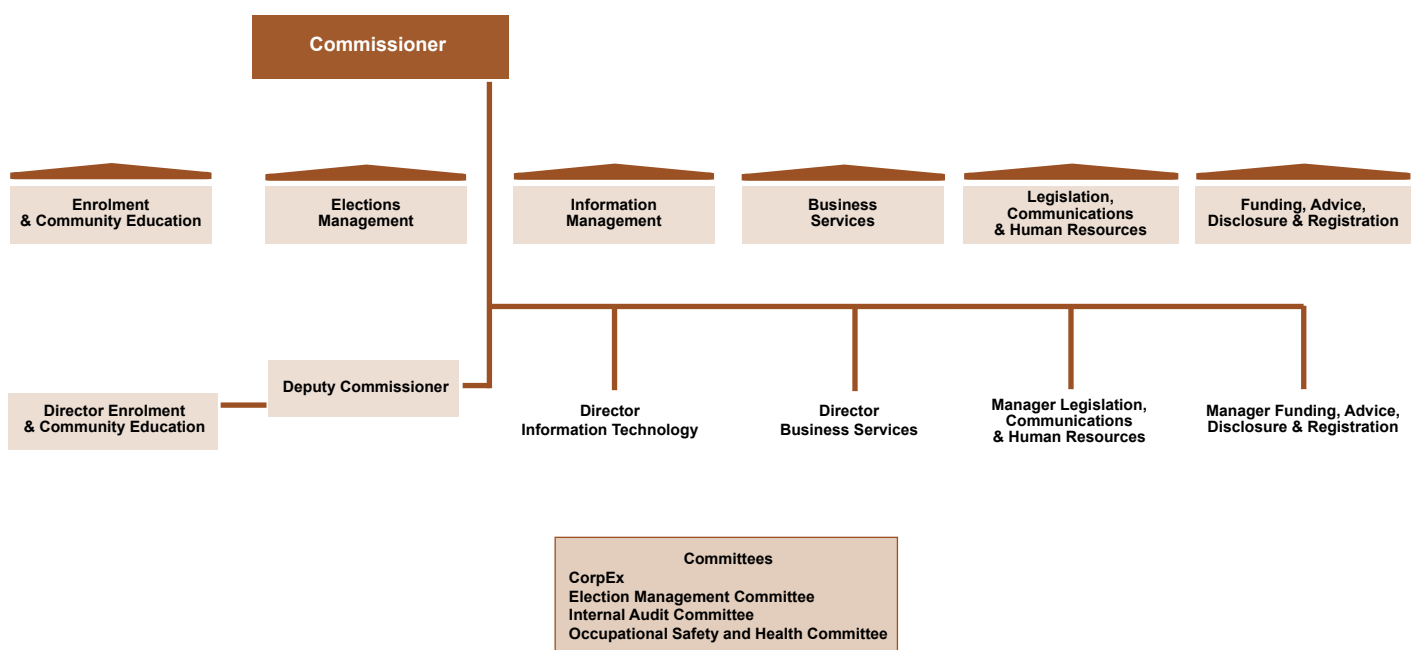 Commissioner
Enrolment
& Community Education
Elections
Management
Information
Management
Business
Services
Legislation,
Communications
& Human Resources
Funding, Advice,
Disclosure & Registration
Deputy Commissioner
Director Enrolment
& Community Education
Director
Information Technology
Director
Business Services
Manager Legislation,
Communications
& Human Resources
Manager Funding, Advice,
Disclosure & Registration
Committees
CorpEx
Election Management Committee
Internal Audit Committee
Occupational Safety and Health Committee